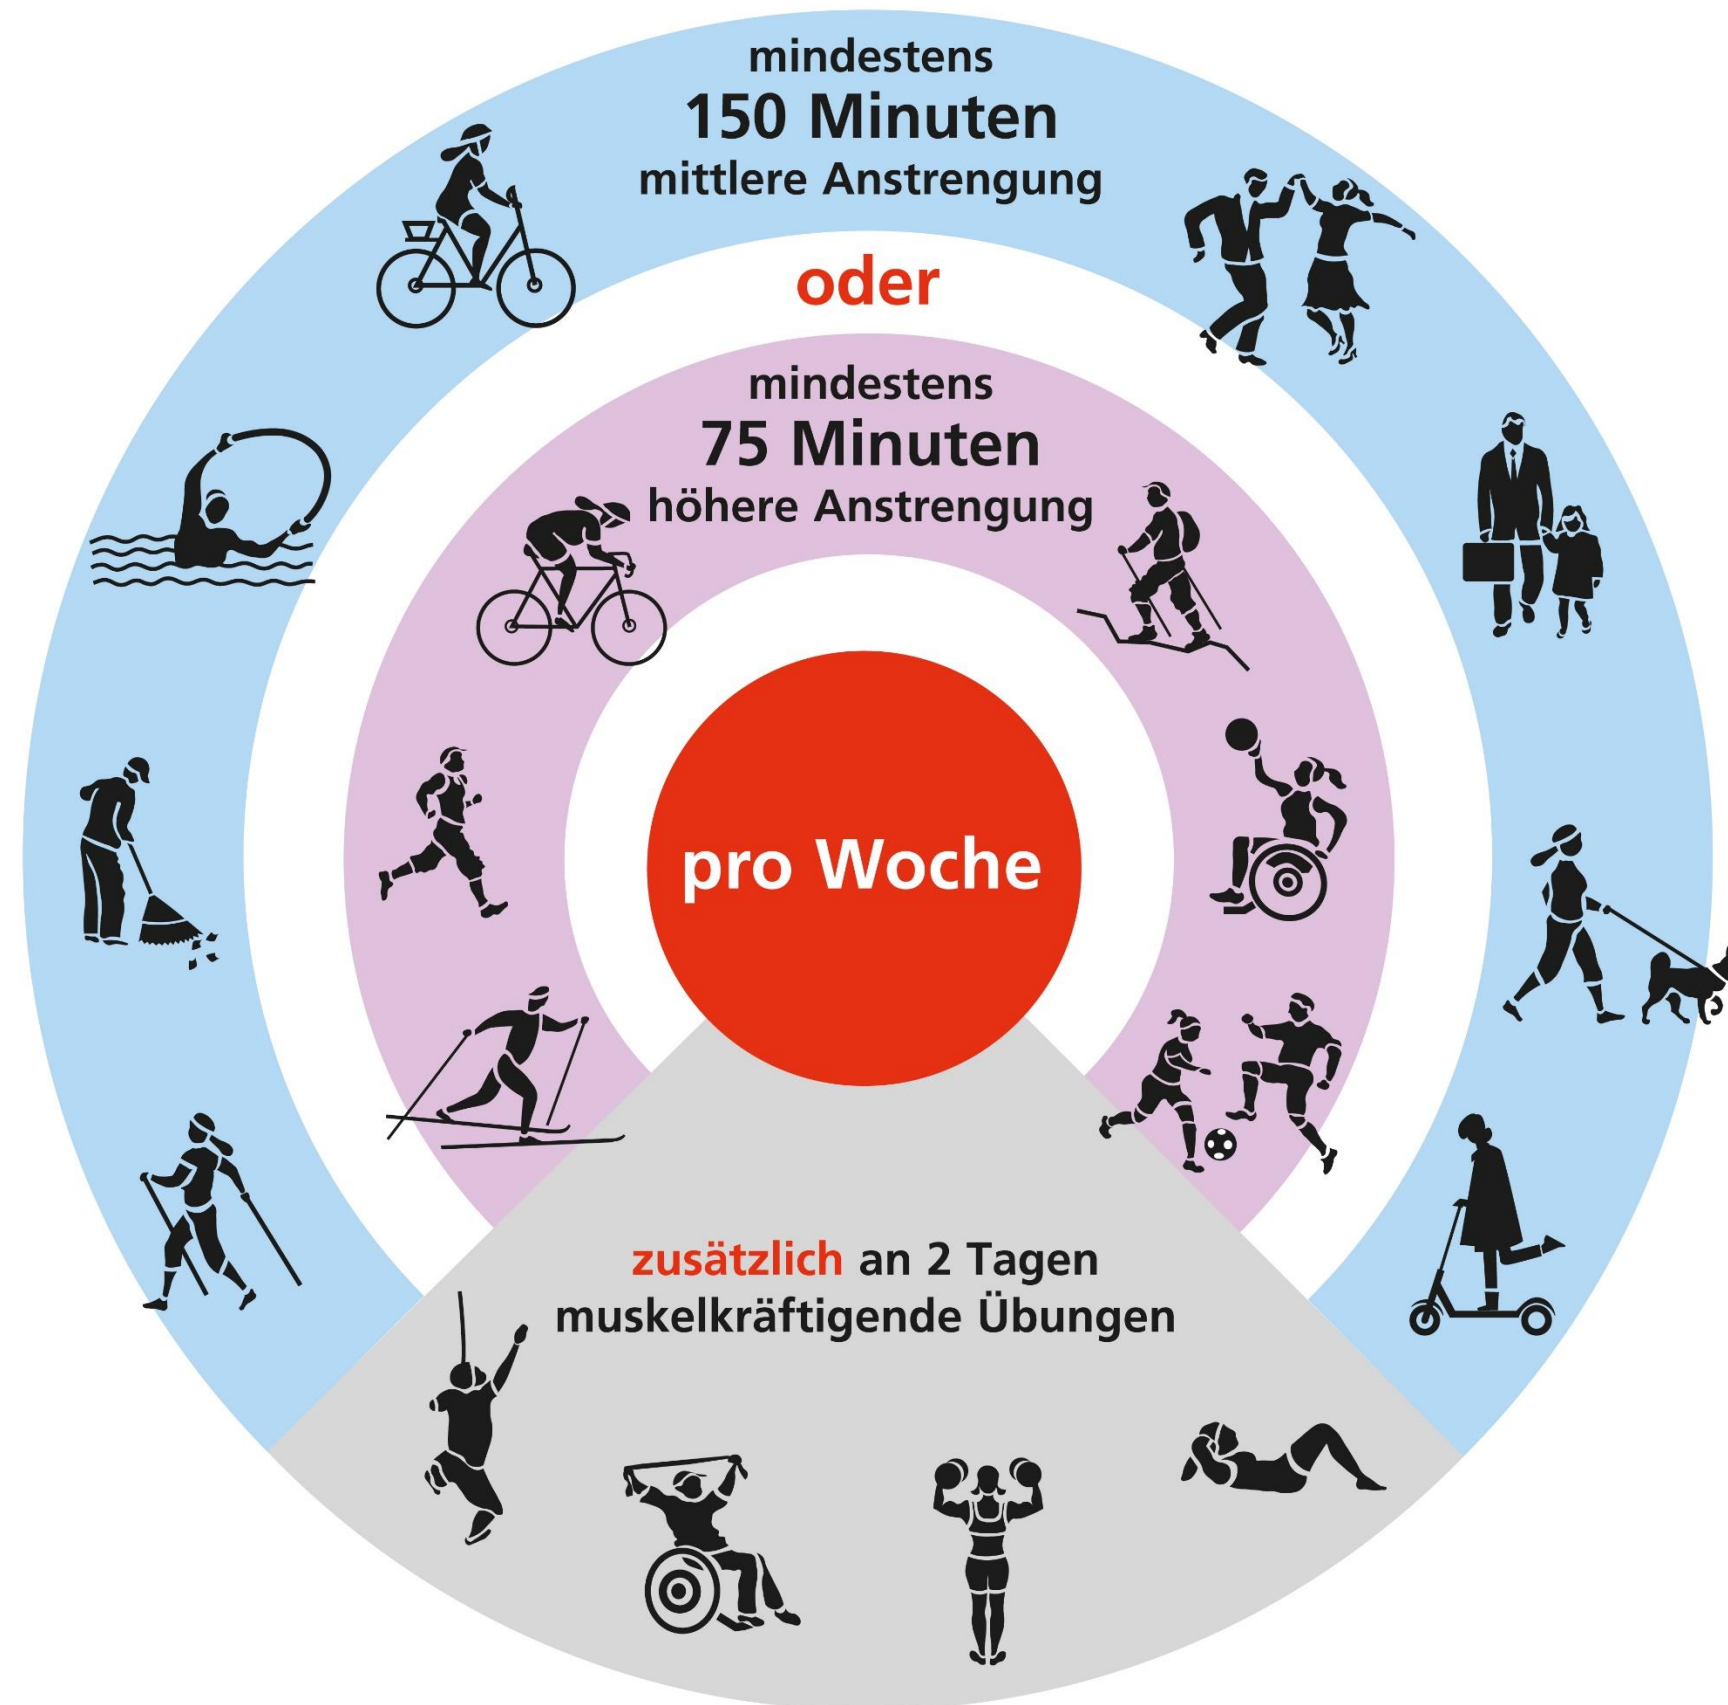 mindestens
150 Minuten
mittlere Anstrengung
oder
mindestens
75 Minuten
höhere Anstrengung
pro Woche
zusätzlich an 2 Tagen
muskelkräftigende Übungen